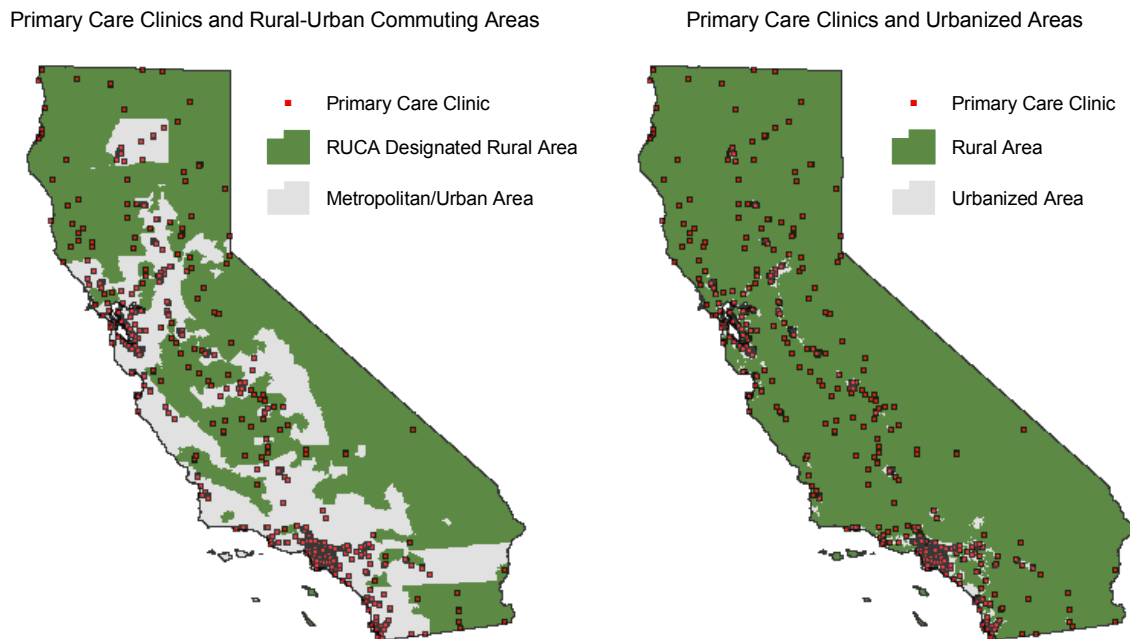 Primary Care Clinics and Rural-Urban Commuting Areas
Primary Care Clinic
RUCA Designated Rural Area
Metropolitan/Urban Area
Primary Care Clinics and Urbanized Areas
Primary Care Clinic
Rural Area
Urbanized Area